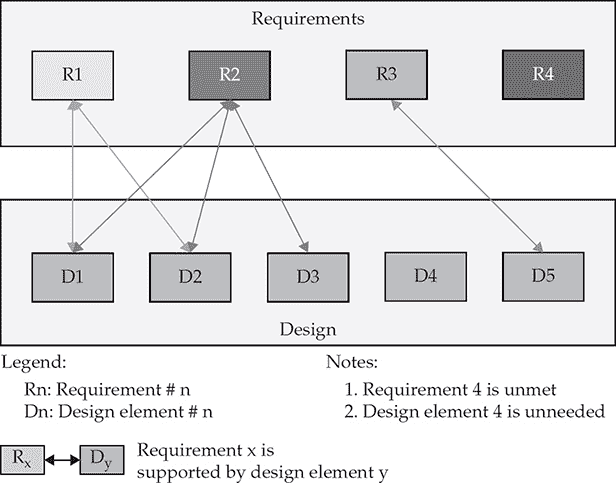 Requirements
R1 R2 R3 R4
D1 D2 D3 D4 D5
Design
Legend:
Rn: Requirement # n
Dn: Design element # n
Notes:
1. Requirement 4 is unmet
2. Design element 4 is unneeded
Rx Dy
Requirement x is
supported by design element y